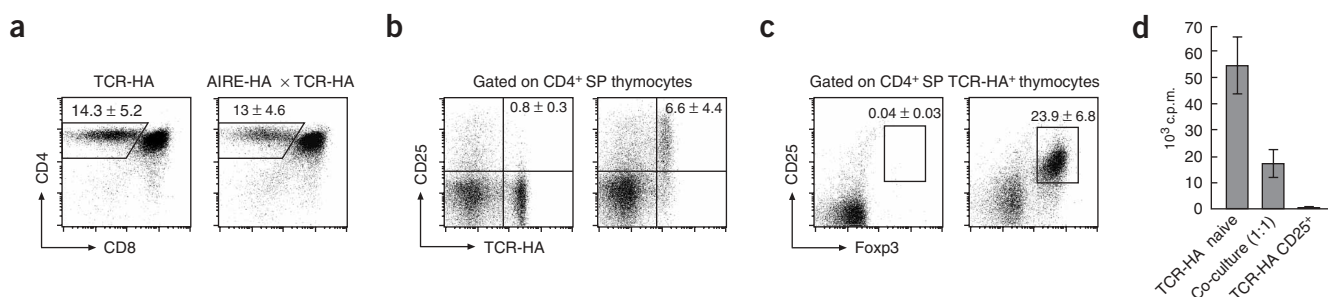 a
TCR-HA
AIRE-HA × TCR-HA
14.3 ± 5.2
13 ± 4.6
CD4
CD8
b
Gated on CD4+ SP thymocytes
0.8 ± 0.3
6.6 ± 4.4
CD25
TCR-HA
c
Gated on CD4+ SP TCR-HA+ thymocytes
0.04 ± 0.03
23.9 ± 6.8
CD25
Foxp3
d
70
60
50
40
30
20
10
0
10³ c.p.m.
TCR-HA naive
Co-culture (1:1)
TCR-HA CD25+